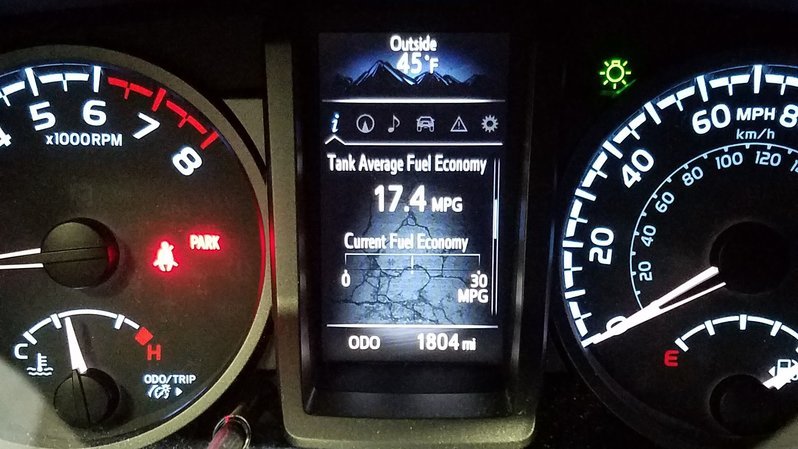 4 5 6 7 8
x1000RPM
PARK
C H
ODO/TRIP
Outside
45°F
i
Tank Average Fuel Economy
17.4 MPG
Current Fuel Economy
0 30
MPG
ODO 1804 mi
0 20 40 60 MPH 8
km/h
20 40 60 80 100 120
E